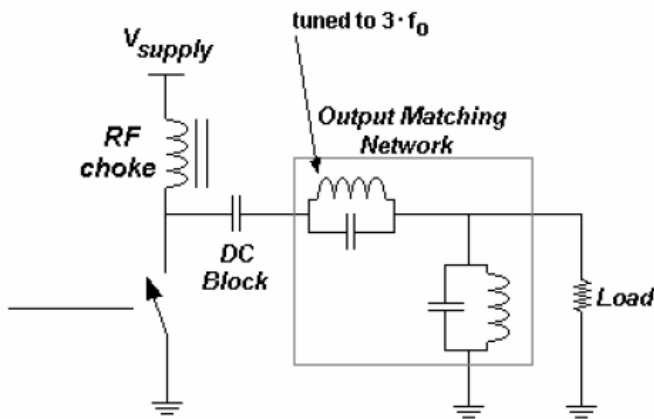 tuned to 3·f0
Vsupply
Output Matching
Network
RF
choke
DC
Block
Load